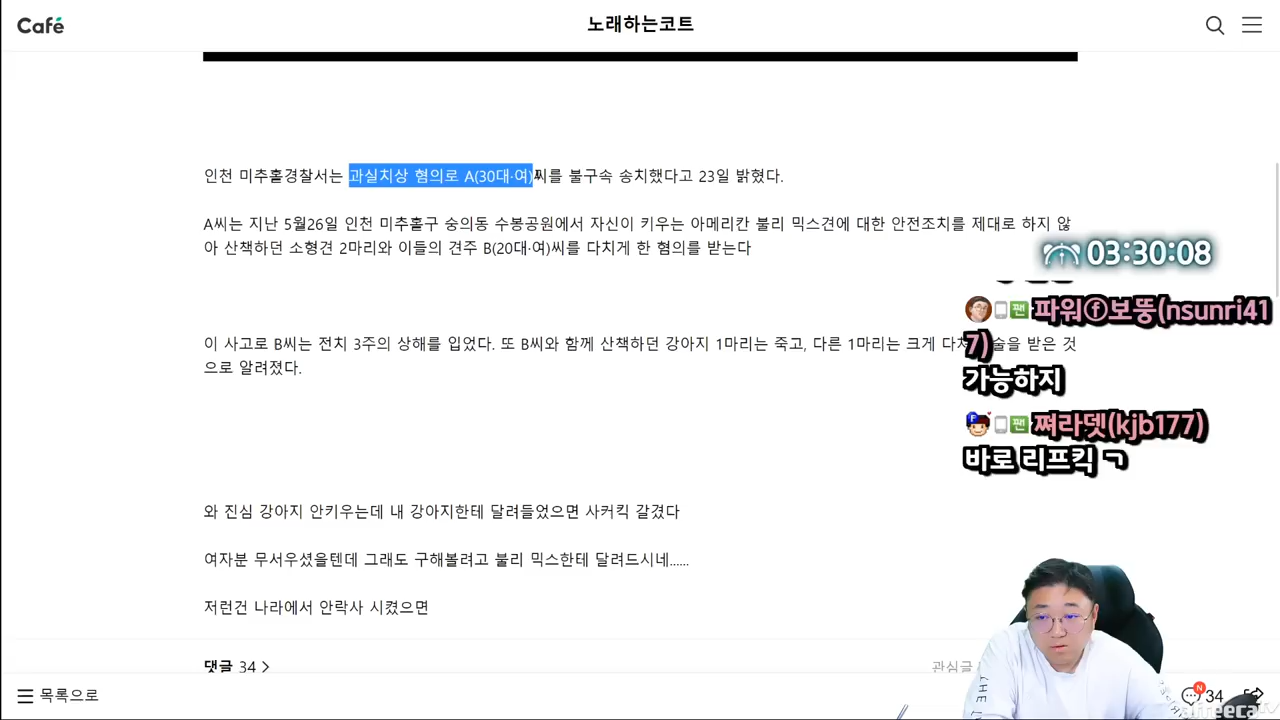 Café
노래하는코트
인천 미추홀경찰서는 과실치상 혐의로 A(30대·여)씨를 불구속 송치했다고 23일 밝혔다.
A씨는 지난 5월26일 인천 미추홀구 숭의동 수봉공원에서 자신이 키우는 아메리칸 불리 믹스견에 대한 안전조치를 제대로 하지 않
아 산책하던 소형견 2마리와 이들의 견주 B(20대·여)씨를 다치게 한 혐의를 받는다
03:30:08
팬 파워ⓕ보뚱(nsunri41
7)
가능하지
이 사고로 B씨는 전치 3주의 상해를 입었다. 또 B씨와 함께 산책하던 강아지 1마리는 죽고, 다른 1마리는 크게 다쳐 술을 받은 것
으로 알려졌다.
팬 쪄라뎃(kjb177)
바로 리프킥 ㄱ
와 진심 강아지 안키우는데 내 강아지한테 달려들었으면 사커킥 갈겼다
여자분 무서우셨을텐데 그래도 구해볼려고 불리 믹스한테 달려드시네......
저런건 나라에서 안락사 시켰으면
댓글 34 >
관심글
목록으로
N
34
THE
afreecaTV